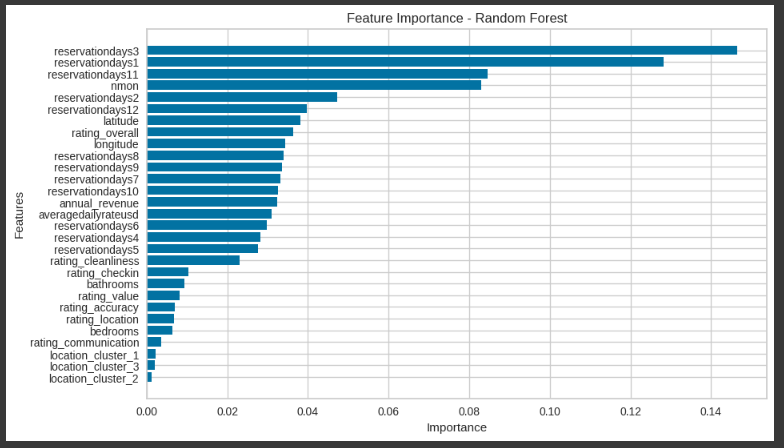 Feature Importance - Random Forest
reservationdays3
reservationdays1
reservationdays11
nmon
reservationdays2
reservationdays12
latitude
rating_overall
longitude
reservationdays8
reservationdays9
reservationdays7
reservationdays10
annual_revenue
averagedailyrateusd
reservationdays6
reservationdays4
reservationdays5
rating_cleanliness
rating_checkin
bathrooms
rating_value
rating_accuracy
rating_location
bedrooms
rating_communication
location_cluster_1
location_cluster_3
location_cluster_2
Features
0.00 0.02 0.04 0.06 0.08 0.10 0.12 0.14
Importance